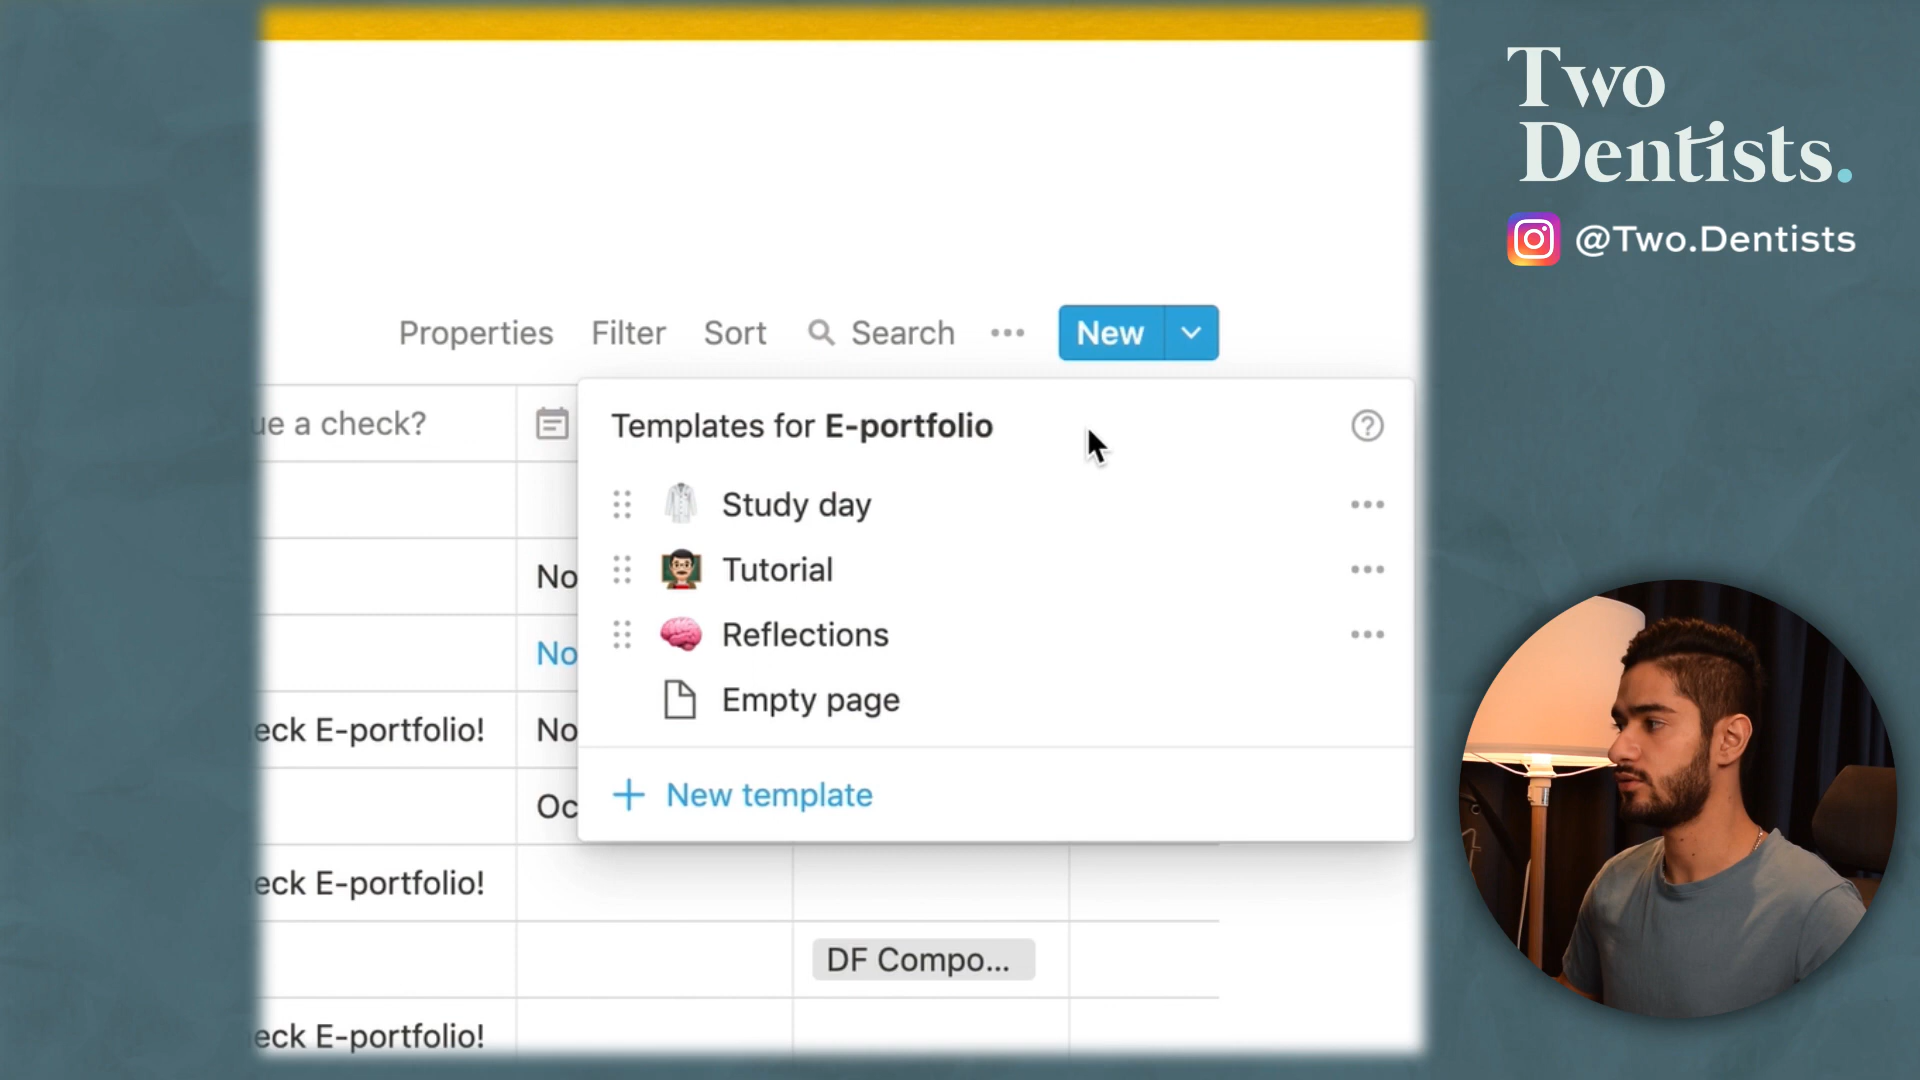 Two
Dentists.
@Two.Dentists
Properties Filter Sort Search New
ue a check?
Templates for E-portfolio
Study day
Tutorial
Reflections
Empty page
New template
No
No
eck E-portfolio! No
Oc
eck E-portfolio!
DF Compo...
eck E-portfolio!